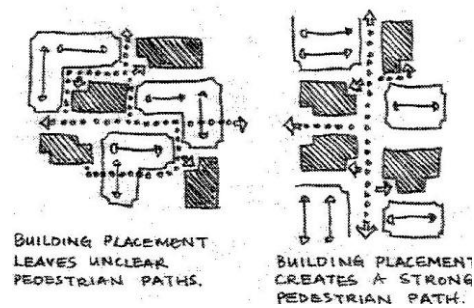 BUILDING PLACEMENT
LEAVES UNCLEAR
PEDESTRIAN PATHS.
BUILDING PLACEMENT
CREATES A STRONG
PEDESTRIAN PATH.